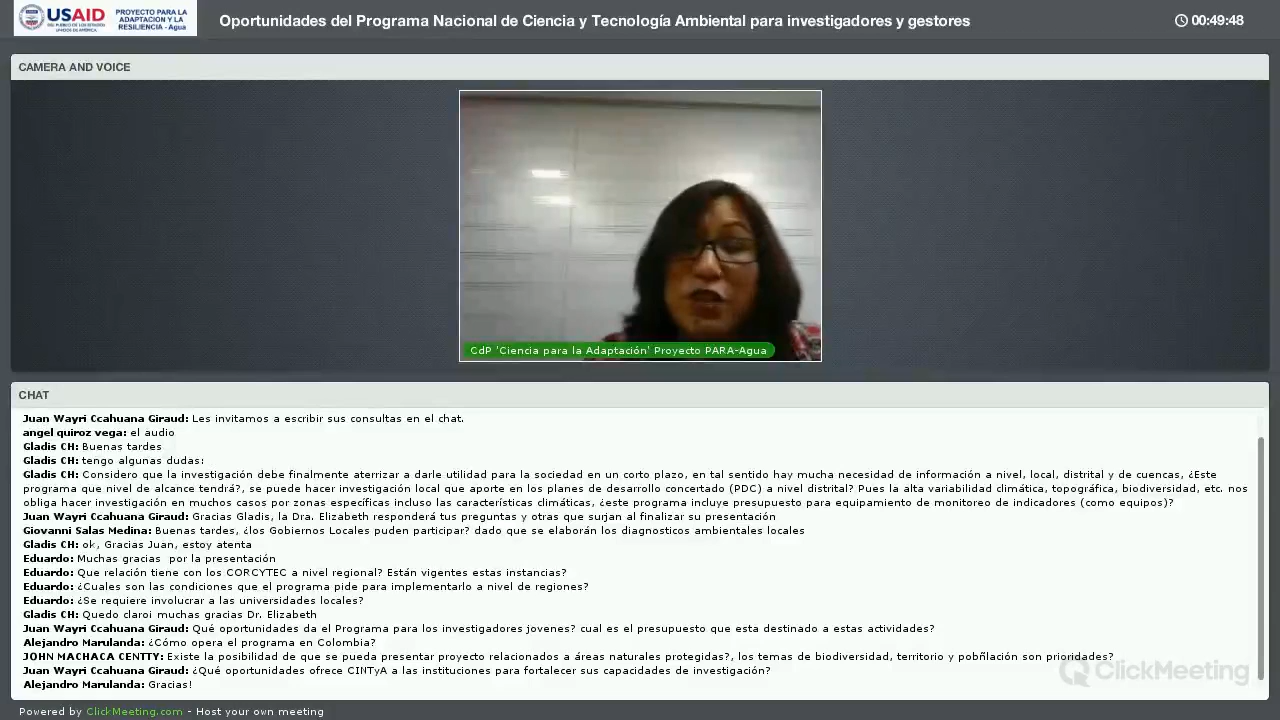 USAID
DEL PUEBLO DE LOS ESTADOS
UNIDOS DE AMÉRICA
PROYECTO PARA LA
ADAPTACIÓN Y LA
RESILIENCIA - Agua
Oportunidades del Programa Nacional de Ciencia y Tecnología Ambiental para investigadores y gestores
00:49:48
CAMERA AND VOICE
CdP 'Ciencia para la Adaptación' Proyecto PARA-Agua
CHAT
Juan Wayri Ccahuana Giraud: Les invitamos a escribir sus consultas en el chat.
angel quiroz vega: el audio
Gladis CH: Buenas tardes
Gladis CH: tengo algunas dudas:
Gladis CH: Considero que la investigación debe finalmente aterrizar a darle utilidad para la sociedad en un corto plazo, en tal sentido hay mucha necesidad de información a nivel, local, distrital y de cuencas, ¿Este
programa que nivel de alcance tendrá?, se puede hacer investigación local que aporte en los planes de desarrollo concertado (PDC) a nivel distrital? Pues la alta variabilidad climática, topográfica, biodiversidad, etc. nos
obliga hacer investigación en muchos casos por zonas específicas incluso las características climáticas, ¿este programa incluye presupuesto para equipamiento de monitoreo de indicadores (como equipos)?
Juan Wayri Ccahuana Giraud: Gracias Gladis, la Dra. Elizabeth responderá tus preguntas y otras que surjan al finalizar su presentación
Giovanni Salas Medina: Buenas tardes, ¿los Gobiernos Locales puden participar? dado que se elaborán los diagnosticos ambientales locales
Gladis CH: ok, Gracias Juan, estoy atenta
Eduardo: Muchas gracias por la presentación
Eduardo: Que relación tiene con los CORCYTEC a nivel regional? Están vigentes estas instancias?
Eduardo: ¿Cuales son las condiciones que el programa pide para implementarlo a nivel de regiones?
Eduardo: ¿Se requiere involucrar a las universidades locales?
Gladis CH: Quedo claroi muchas gracias Dr. Elizabeth
Juan Wayri Ccahuana Giraud: Qué oportunidades da el Programa para los investigadores jovenes? cual es el presupuesto que esta destinado a estas actividades?
Alejandro Marulanda: ¿Cómo opera el programa en Colombia?
JOHN MACHACA CENTTY: Existe la posibilidad de que se pueda presentar proyecto relacionados a áreas naturales protegidas?, los temas de biodiversidad, territorio y pobñlación son prioridades?
Juan Wayri Ccahuana Giraud: ¿Qué oportunidades ofrece CINTyA a las instituciones para fortalecer sus capacidades de investigación?
Alejandro Marulanda: Gracias!
ClickMeeting
Powered by ClickMeeting.com - Host your own meeting